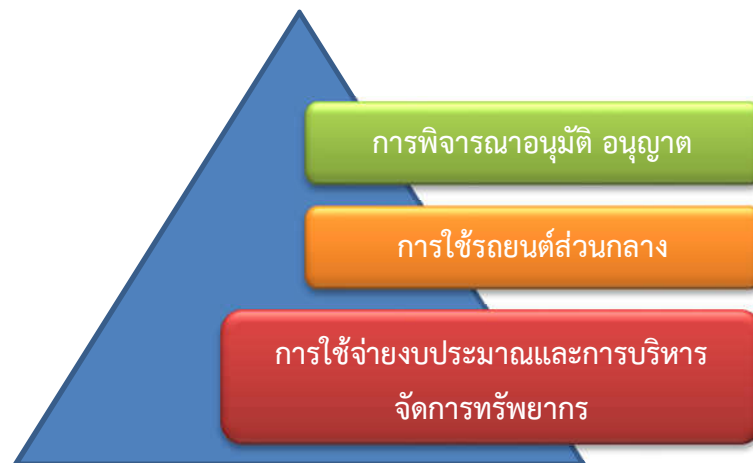 การพิจารณาอนุมัติ อนุญาต
การใช้รถยนต์ส่วนกลาง
การใช้จ่ายงบประมาณและการบริหาร
จัดการทรัพยากร